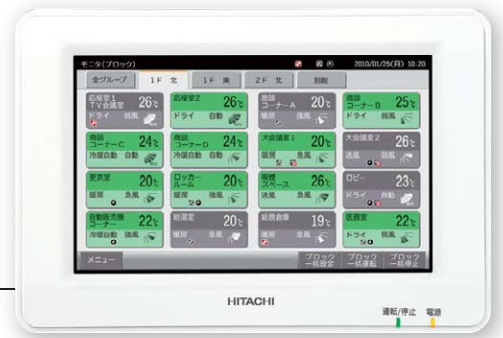 モニタ(ブロック) 2010/01/25(月) 10:20
全グループ 1F 北 1F 東 2F 北 別館
応接室1 TV会議室 26℃ ドライ 弱風
応接室2 26℃ ドライ 自動
商談コーナーA 20℃ 暖房 強風
商談コーナーB 25℃ ドライ 弱風
商談コーナーC 24℃ 冷暖自動 自動
商談コーナーD 24℃ 冷暖自動 自動
大会議室1 20℃ 暖房 急風
大会議室2 26℃ 送風 弱風
更衣室 20℃ 暖房 急風
ロッカールーム 20℃ 暖房 強風
喫煙スペース 26℃ 送風 急風
ロビー 23℃ ドライ 自動
自動販売機コーナー 22℃ 冷暖自動 強風
給湯室 20℃ 暖房 急風
総務倉庫 19℃ 暖房 急風
医務室 22℃ ドライ 弱風
メニュー ブロック一括設定 ブロック一括運転 ブロック一括停止
HITACHI
運転/停止 電源